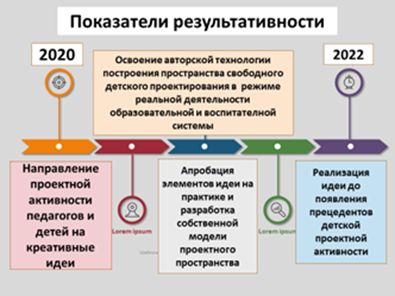 Показатели результативности
2020
2022
Освоение авторской технологии
построения пространства свободного
детского проектирования в режиме
реальной деятельности
образовательной и воспитателной
системы
Направление
проектной
активности
педагогов и
детей на
креативные
идеи
Lorem ipsum
Апробация
элементов идеи на
практике и
разработка
собственной
модели
проектного
пространства
Lorem ipsum
Реализация
идеи до
появления
прецедентов
детской
проектной
активности